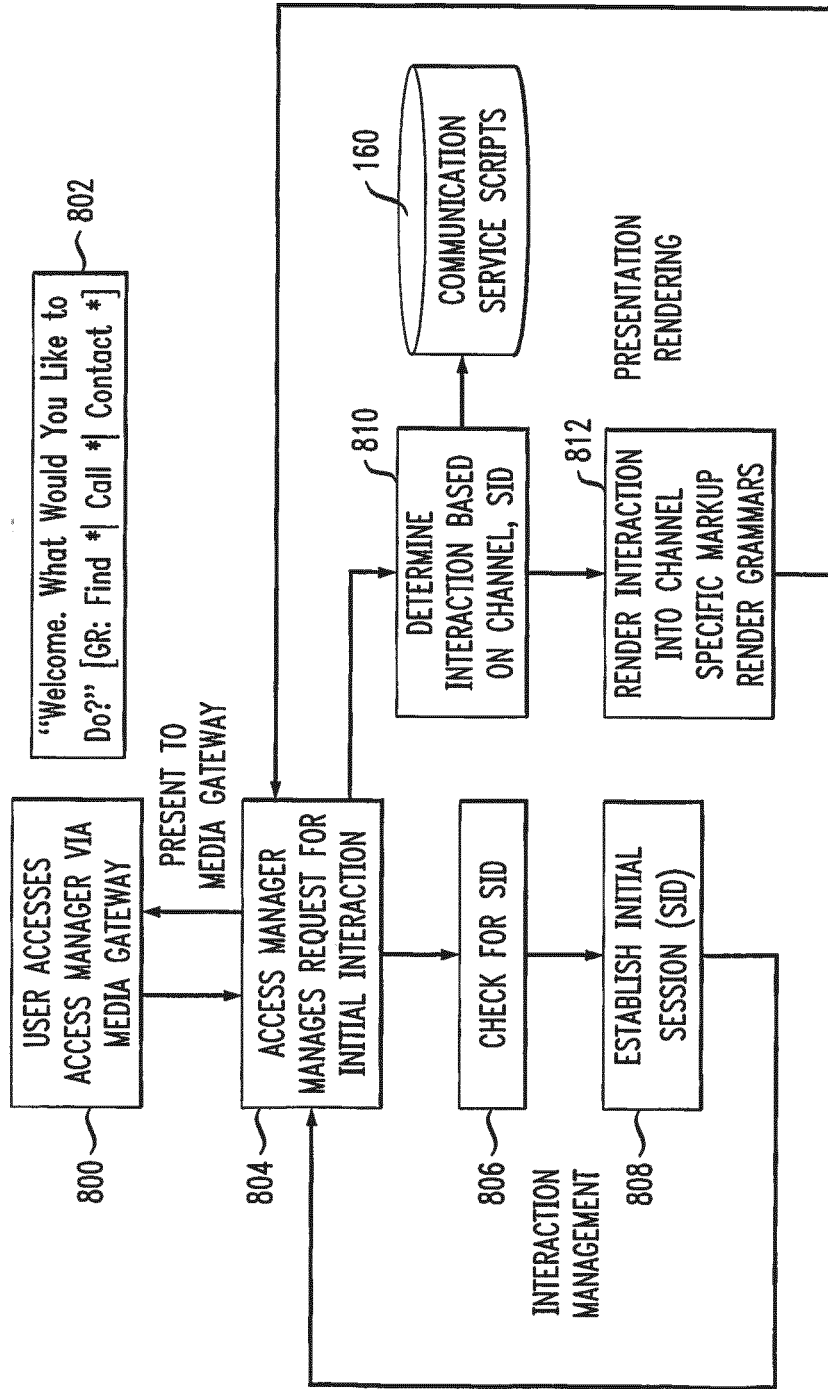 USER ACCESSES
ACCESS MANAGER VIA
MEDIA GATEWAY
800
"Welcome. What Would You Like to
Do?" [GR: Find *| Call *| Contact *]
802
PRESENT TO
MEDIA GATEWAY
ACCESS MANAGER
MANAGES REQUEST FOR
INITIAL INTERACTION
804
CHECK FOR SID
806
INTERACTION
MANAGEMENT
ESTABLISH INITIAL
SESSION (SID)
808
DETERMINE
INTERACTION BASED
ON CHANNEL, SID
810
COMMUNICATION
SERVICE SCRIPTS
160
RENDER INTERACTION
INTO CHANNEL
SPECIFIC MARKUP
RENDER GRAMMARS
812
PRESENTATION
RENDERING